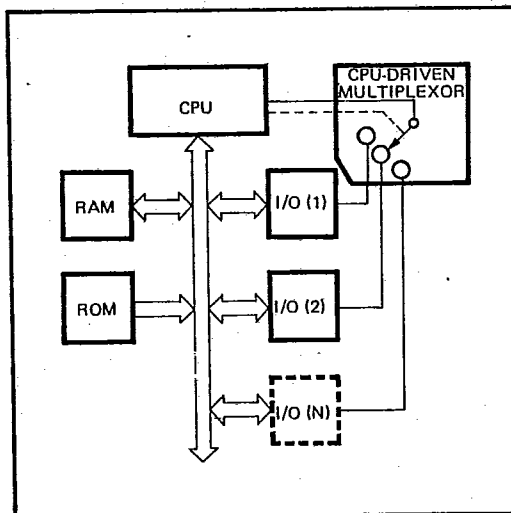 CPU-DRIVEN
MULTIPLEXOR
CPU
RAM
I/O (1)
ROM
I/O (2)
I/O (N)